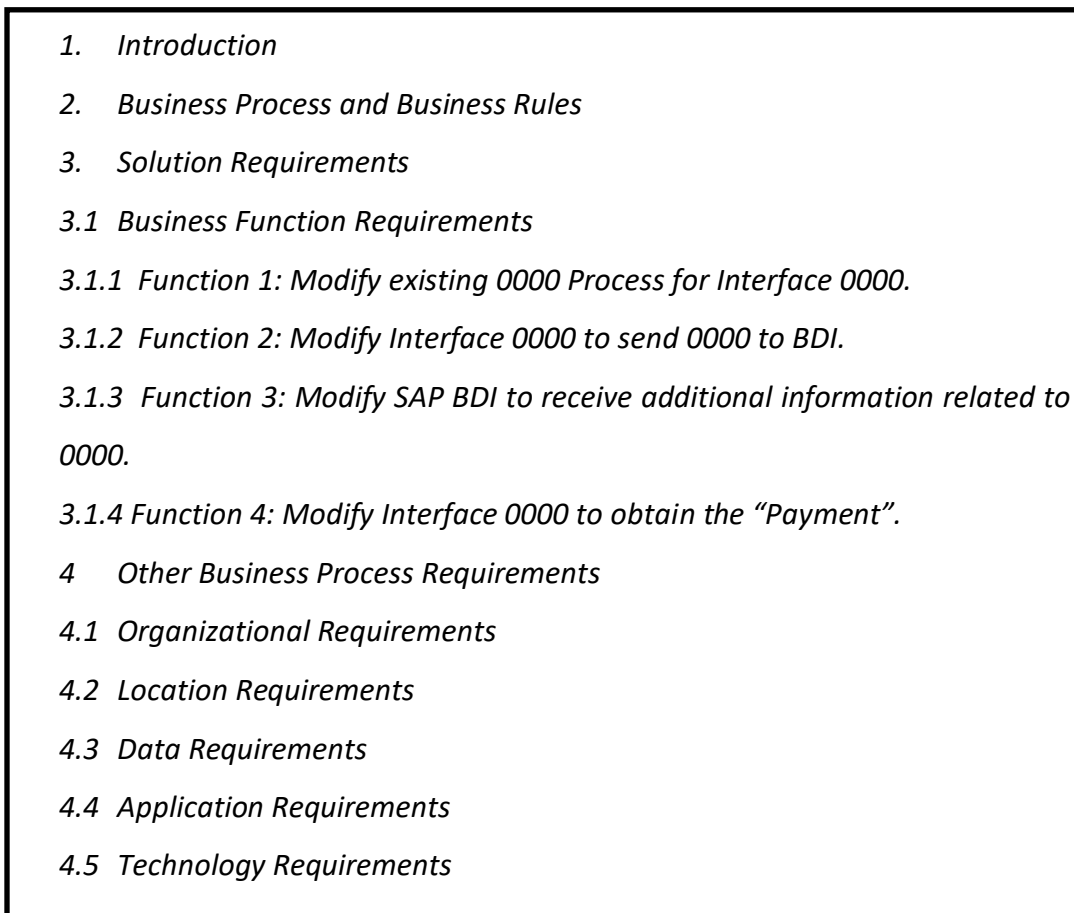 1. Introduction
2. Business Process and Business Rules
3. Solution Requirements
3.1 Business Function Requirements
3.1.1 Function 1: Modify existing 0000 Process for Interface 0000.
3.1.2 Function 2: Modify Interface 0000 to send 0000 to BDI.
3.1.3 Function 3: Modify SAP BDI to receive additional information related to
0000.
3.1.4 Function 4: Modify Interface 0000 to obtain the “Payment”.
4 Other Business Process Requirements
4.1 Organizational Requirements
4.2 Location Requirements
4.3 Data Requirements
4.4 Application Requirements
4.5 Technology Requirements